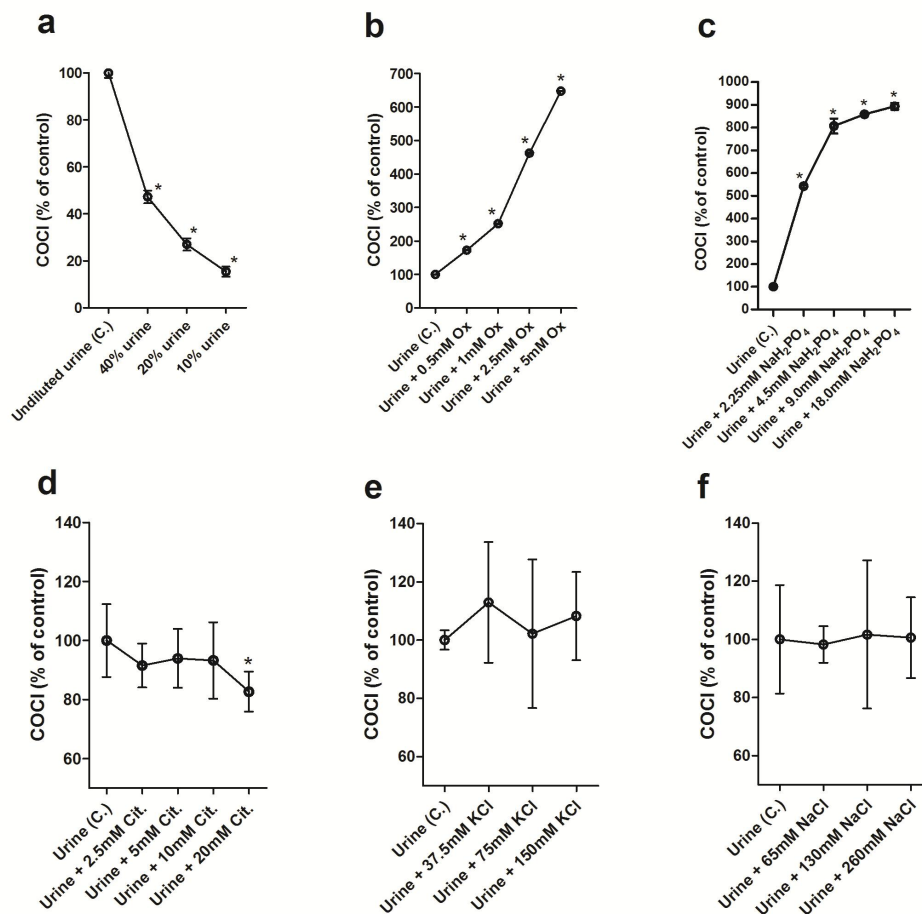 a
COCI (% of control)
100
80
60
40
20
0
*
*
*
Undiluted urine (C.)
40% urine
20% urine
10% urine
b
COCI (% of control)
700
600
500
400
300
200
100
0
*
*
*
*
Urine (C.)
Urine + 0.5mM Ox
Urine + 1mM Ox
Urine + 2.5mM Ox
Urine + 5mM Ox
c
COCI (%of control)
1000
900
800
700
600
500
400
300
200
100
0
*
*
*
*
Urine (C.)
Urine + 2.25mM NaH₂PO₄
Urine + 4.5mM NaH₂PO₄
Urine + 9.0mM NaH₂PO₄
Urine + 18.0mM NaH₂PO₄
d
COCI (% of control)
140
120
100
80
60
*
Urine (C.)
Urine + 2.5mM Cit.
Urine + 5mM Cit.
Urine + 10mM Cit.
Urine + 20mM Cit.
e
COCI (% of control)
140
120
100
80
60
Urine (C.)
Urine + 37.5mM KCl
Urine + 75mM KCl
Urine + 150mM KCl
f
COCI (% of control)
140
120
100
80
60
Urine (C.)
Urine + 65mM NaCl
Urine + 130mM NaCl
Urine + 260mM NaCl